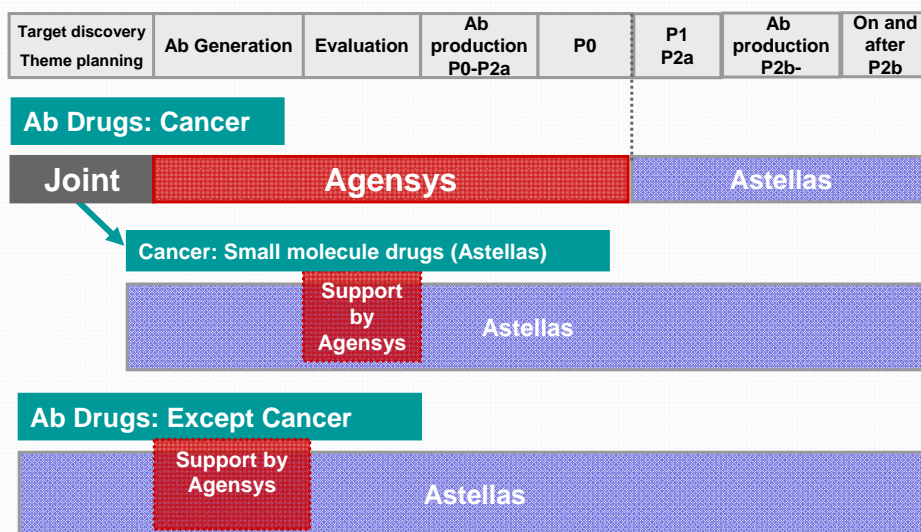 Target discovery
Theme planning
Ab Generation
Evaluation
Ab
production
P0-P2a
P0
P1
P2a
Ab
production
P2b-
On and
after
P2b
Ab Drugs: Cancer
Joint
Agensys
Astellas
Cancer: Small molecule drugs (Astellas)
Support
by
Agensys
Astellas
Ab Drugs: Except Cancer
Support by
Agensys
Astellas